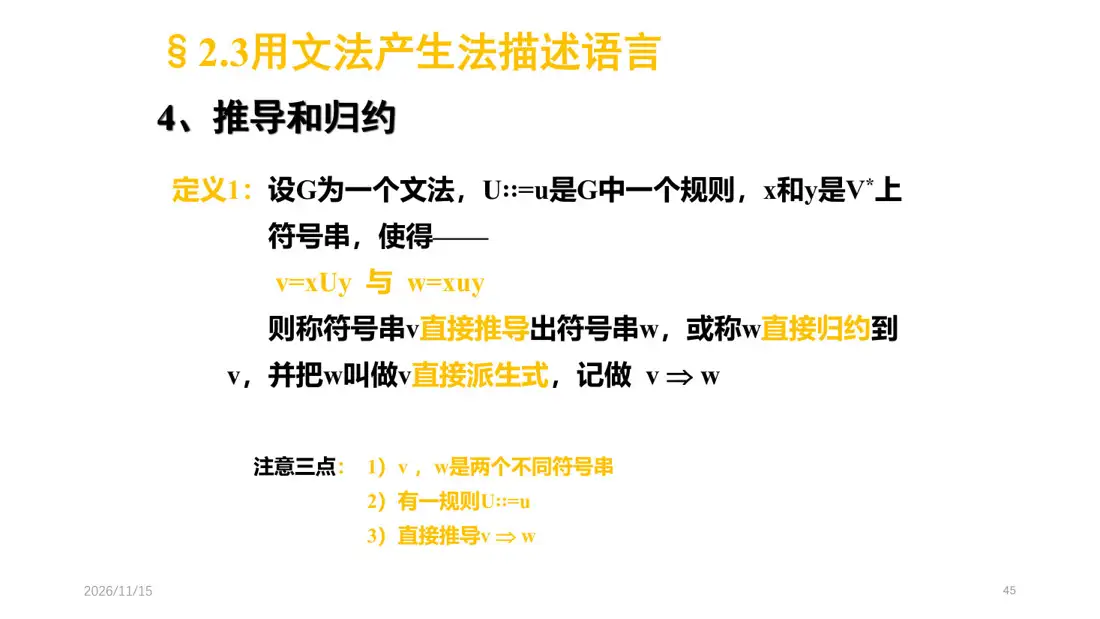 §2.3用文法产生法描述语言
4、推导和归约
定义1：设G为一个文法，U::=u是G中一个规则，x和y是V*上
符号串，使得——
v=xUy 与 w=xuy
则称符号串v直接推导出符号串w，或称w直接归约到
v，并把w叫做v直接派生式，记做 v ⇒ w
注意三点：1）v ，w是两个不同符号串
2）有一规则U::=u
3）直接推导v ⇒ w
2026/11/15
45